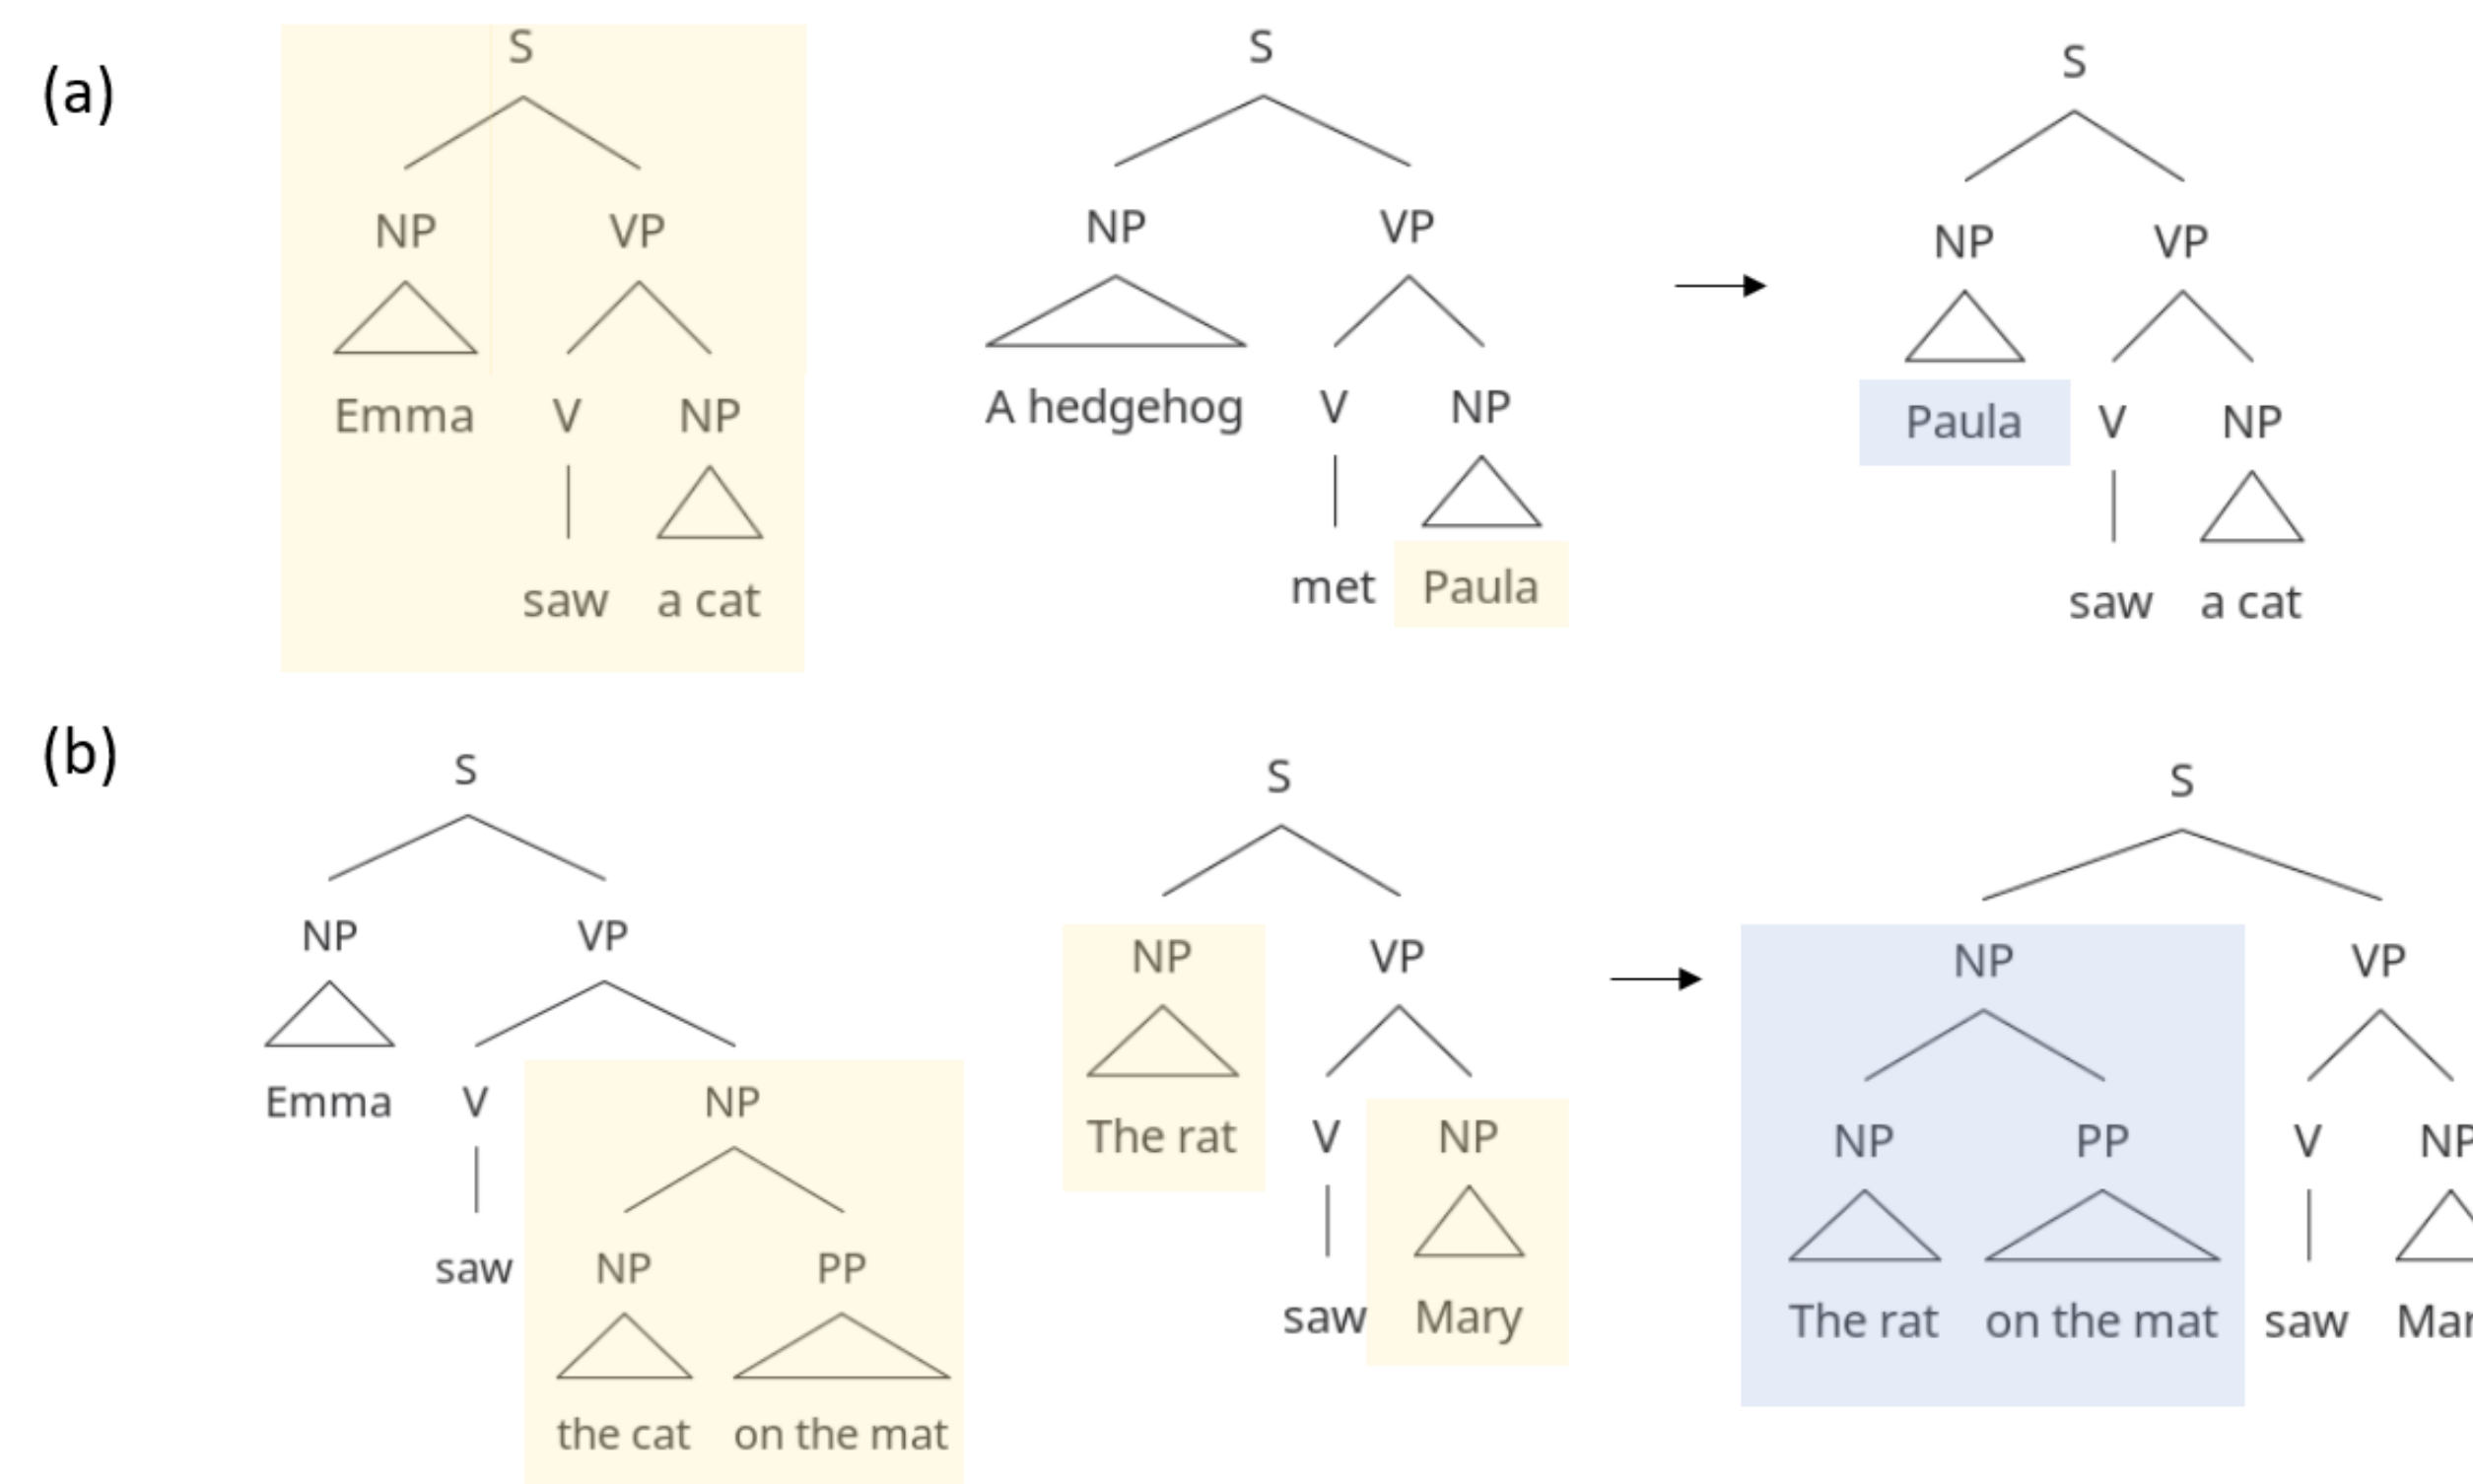 (a)
S
S
S
NP VP
NP VP
NP VP
Emma V NP
A hedgehog V NP
Paula V NP
saw a cat
met Paula
saw a cat
(b)
S
S
S
NP VP
NP VP
NP VP
Emma V NP
The rat V NP
NP PP V NP
saw NP PP
saw Mary
The rat on the mat saw Mar
the cat on the mat